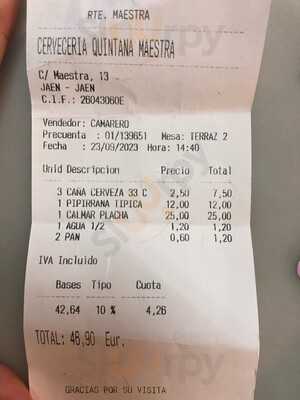 RTE. MAESTRA
CERVECERIA QUINTANA MAESTRA
C/ Maestra, 13
JAEN - JAEN
C.I.F.: 26043060E
Vendedor: CAMARERO
Precuenta : 01/139651 Mesa: TERRAZ 2
Fecha : 23/09/2023 Hora: 14:40
Unid Descripcion Precio Total
3 CAÑA CERVEZA 33 C 2,50 7,50
1 PIPIRRANA TIPICA 12,00 12,00
1 CALMAR PLACHA 25,00 25,00
1 AGUA 1/2 1,20 1,20
2 PAN 0,60 1,20
IVA Incluido
Bases Tipo Cuota
42,64 10 % 4,26
TOTAL: 46,90 Eur.
GRACIAS POR SU VISITA